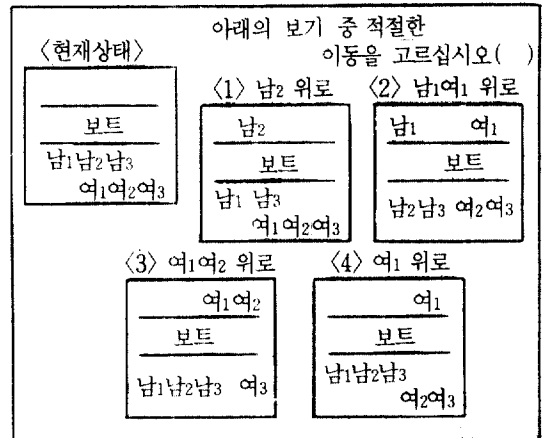 아래의 보기 중 적절한
이동을 고르십시오( )
〈현재상태〉
보트
남1남2남3
여1여2여3
〈1〉 남2 위로
남2
보트
남1 남3
여1여2여3
〈2〉 남1여1 위로
남1 여1
보트
남2남3 여2여3
〈3〉 여1여2 위로
여1여2
보트
남1남2남3 여3
〈4〉 여1 위로
여1
보트
남1남2남3
여2여3